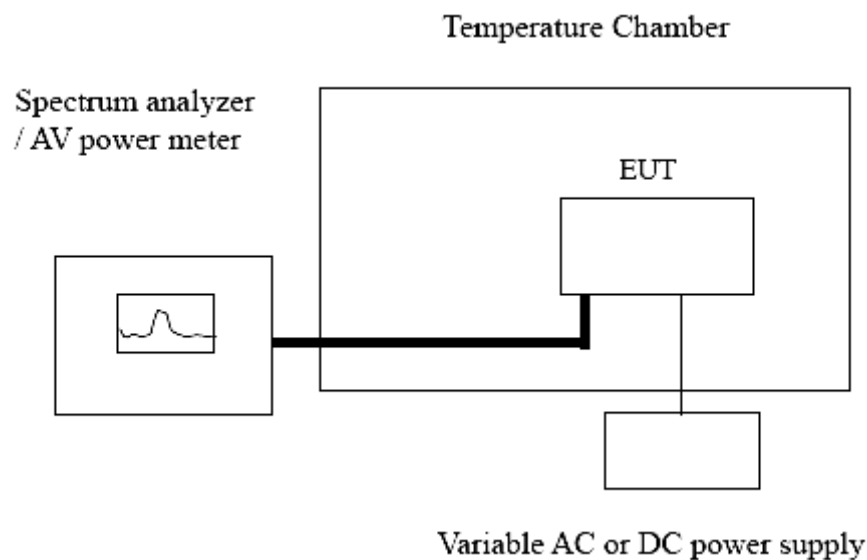 Temperature Chamber
Spectrum analyzer
/ AV power meter
EUT
Variable AC or DC power supply